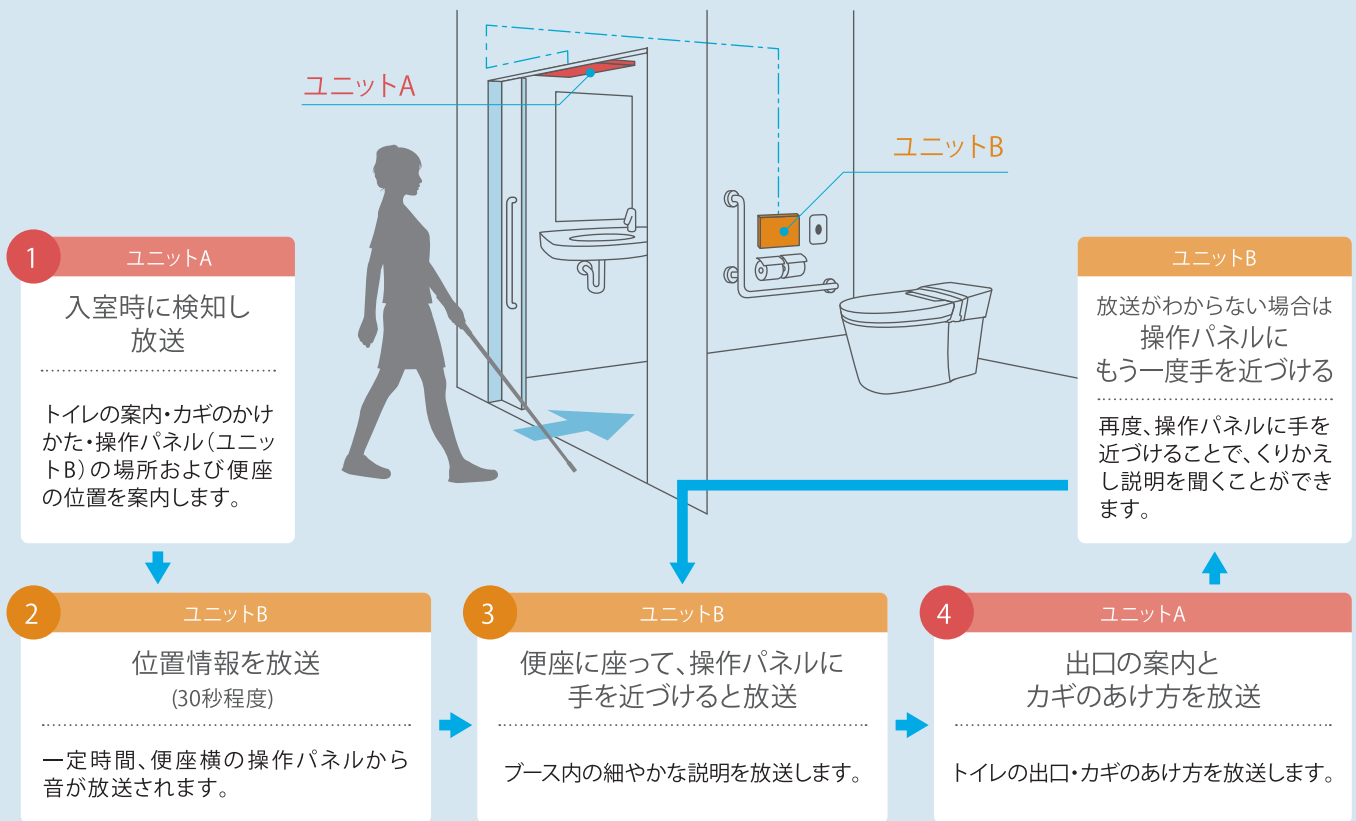 ユニットA
ユニットB
1
ユニットA
入室時に検知し
放送
トイレの案内・カギのかけ
かた・操作パネル(ユニッ
トB)の場所および便座
の位置を案内します。
2
ユニットB
位置情報を放送
(30秒程度)
一定時間、便座横の操作パネルから
音が放送されます。
3
ユニットB
便座に座って、操作パネルに
手を近づけると放送
ブース内の細やかな説明を放送します。
4
ユニットA
出口の案内と
カギのあけ方を放送
トイレの出口・カギのあけ方を放送します。
ユニットB
放送がわからない場合は
操作パネルに
もう一度手を近づける
再度、操作パネルに手を
近づけることで、くりかえ
し説明を聞くことができ
ます。